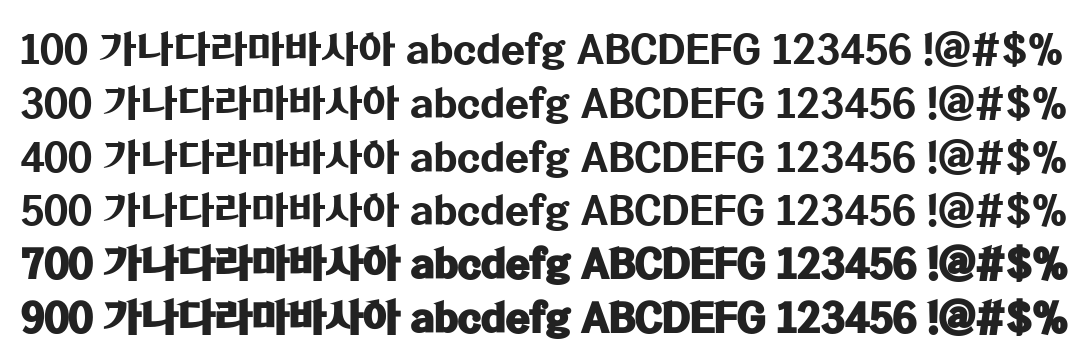 100 가나다라마바사아 abcdefg ABCDEFG 123456 !@#$%
300 가나다라마바사아 abcdefg ABCDEFG 123456 !@#$%
400 가나다라마바사아 abcdefg ABCDEFG 123456 !@#$%
500 가나다라마바사아 abcdefg ABCDEFG 123456 !@#$%
700 가나다라마바사아 abcdefg ABCDEFG 123456 !@#$%
900 가나다라마바사아 abcdefg ABCDEFG 123456 !@#$%